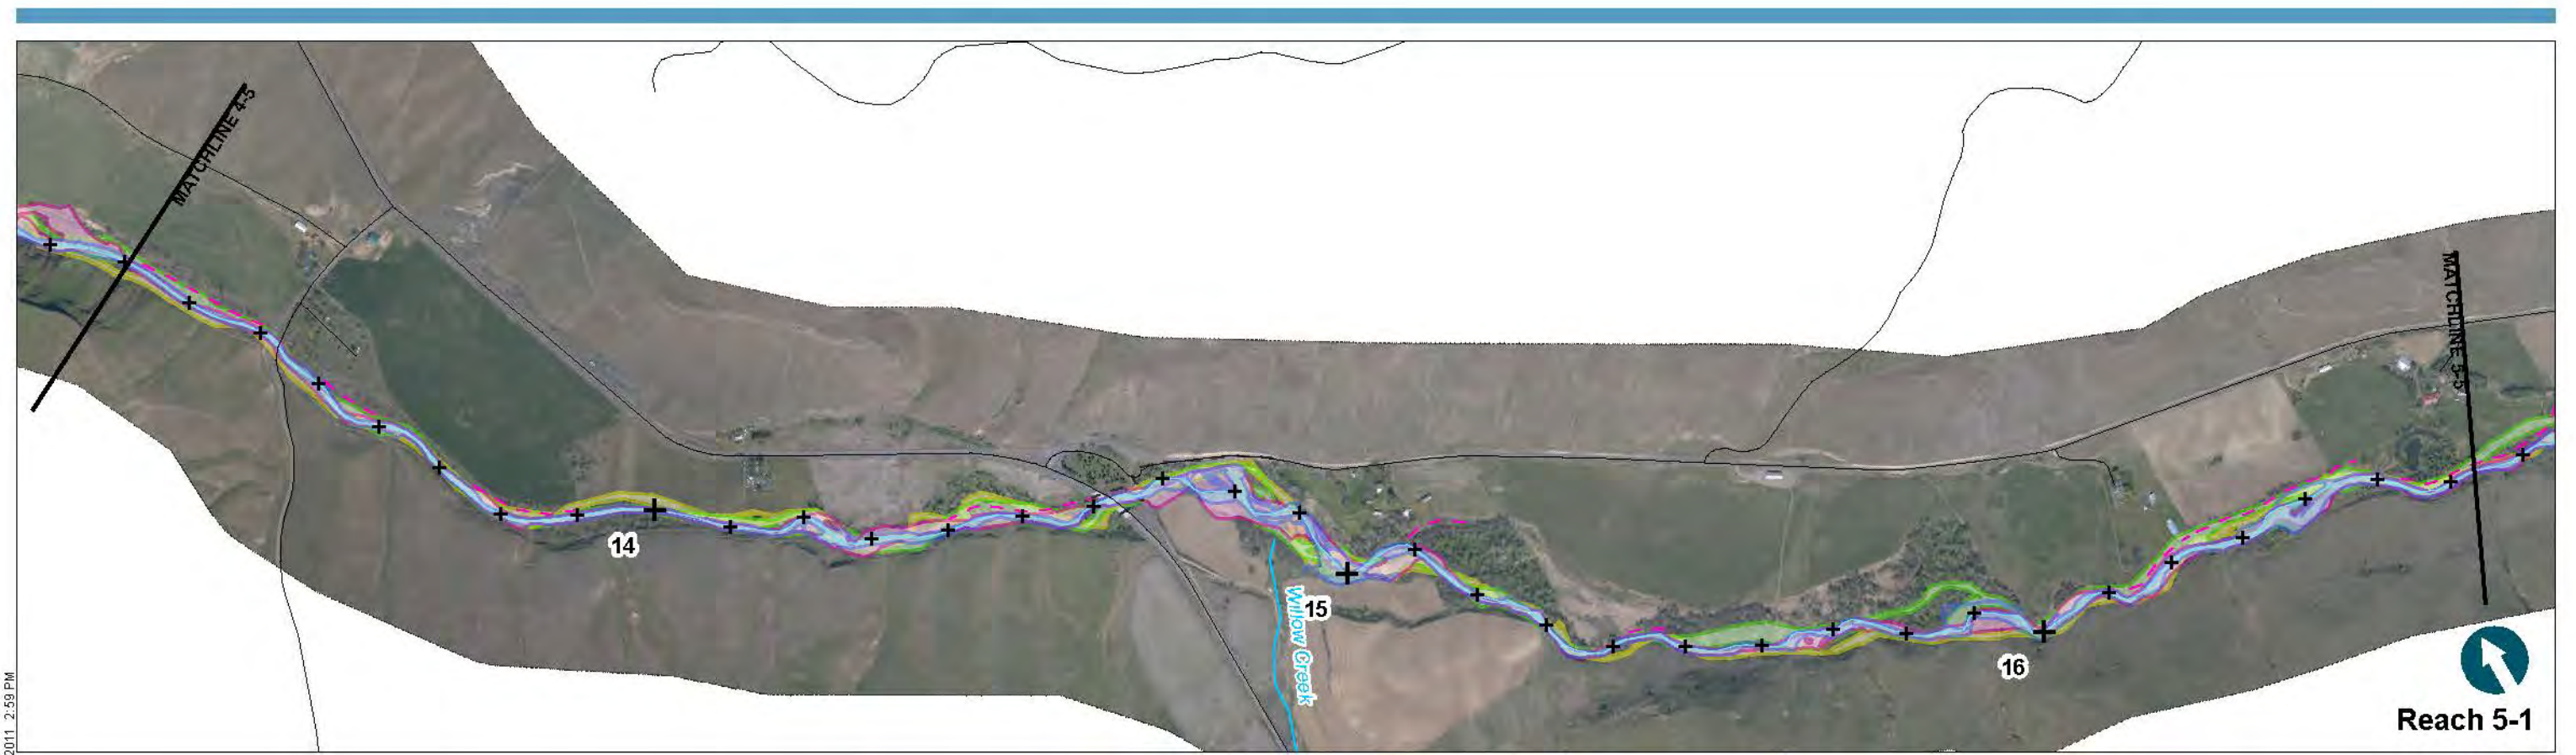 MATCHLINE 4-5
MATCHLINE 5-5
14
15
Willow Creek
16
Reach 5-1
2011 2:59 PM